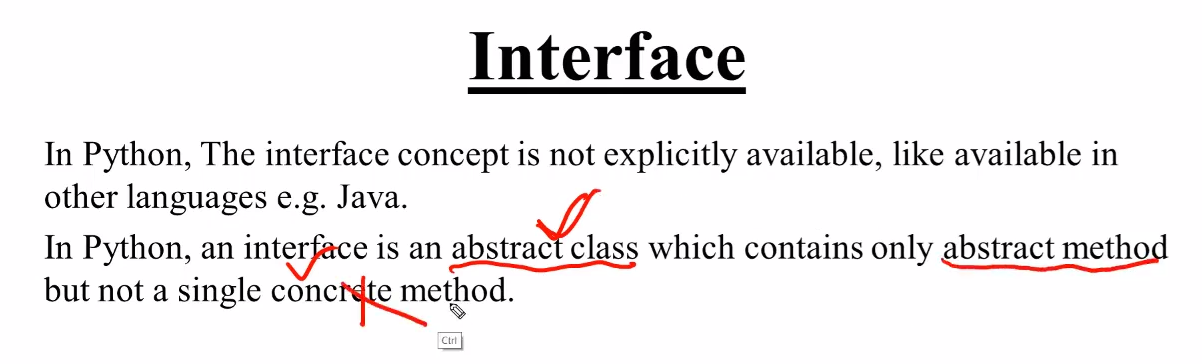 Interface
In Python, The interface concept is not explicitly available, like available in
other languages e.g. Java.
In Python, an interface is an abstract class which contains only abstract method
but not a single concrete method.
Ctrl